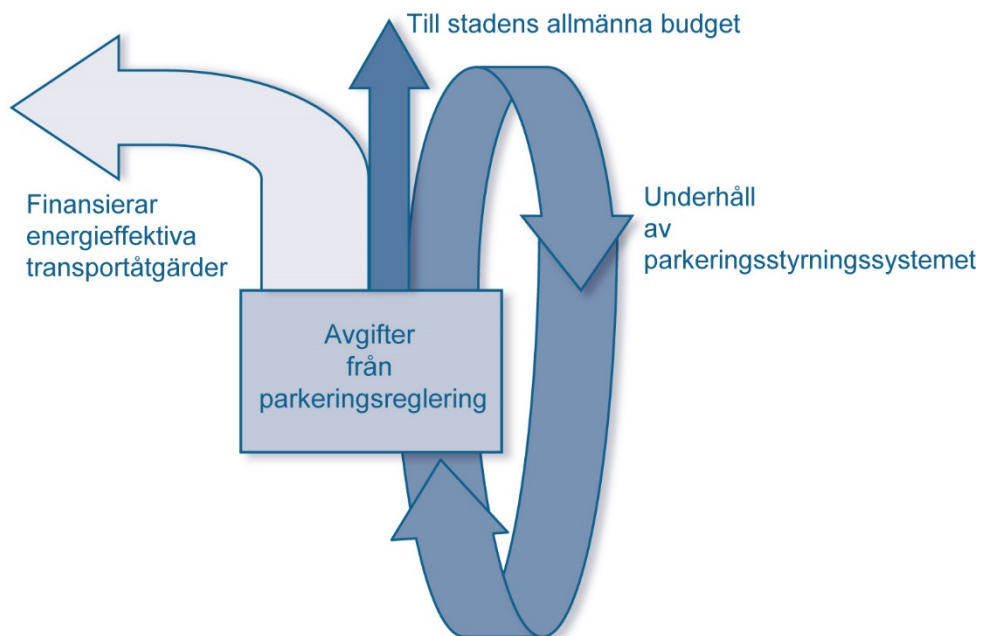 Till stadens allmänna budget
Finansierar
energieffektiva
transportåtgärder
Underhåll
av
parkeringsstyrningssystemet
Avgifter
från
parkeringsreglering